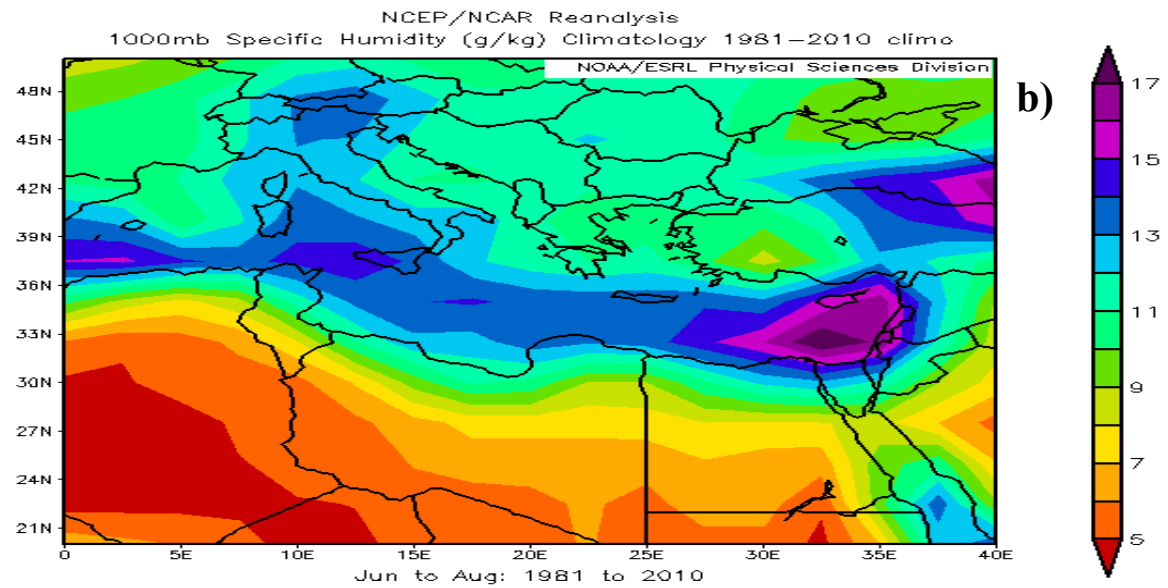 NCEP/NCAR Reanalysis
1000mb Specific Humidity (g/kg) Climatology 1981-2010 climo
NOAA/ESRL Physical Sciences Division
b)
48N
45N
42N
39N
36N
33N
30N
27N
24N
21N
0 5E 10E 15E 20E 25E 30E 35E 40E
Jun to Aug: 1981 to 2010
17
15
13
11
9
7
5